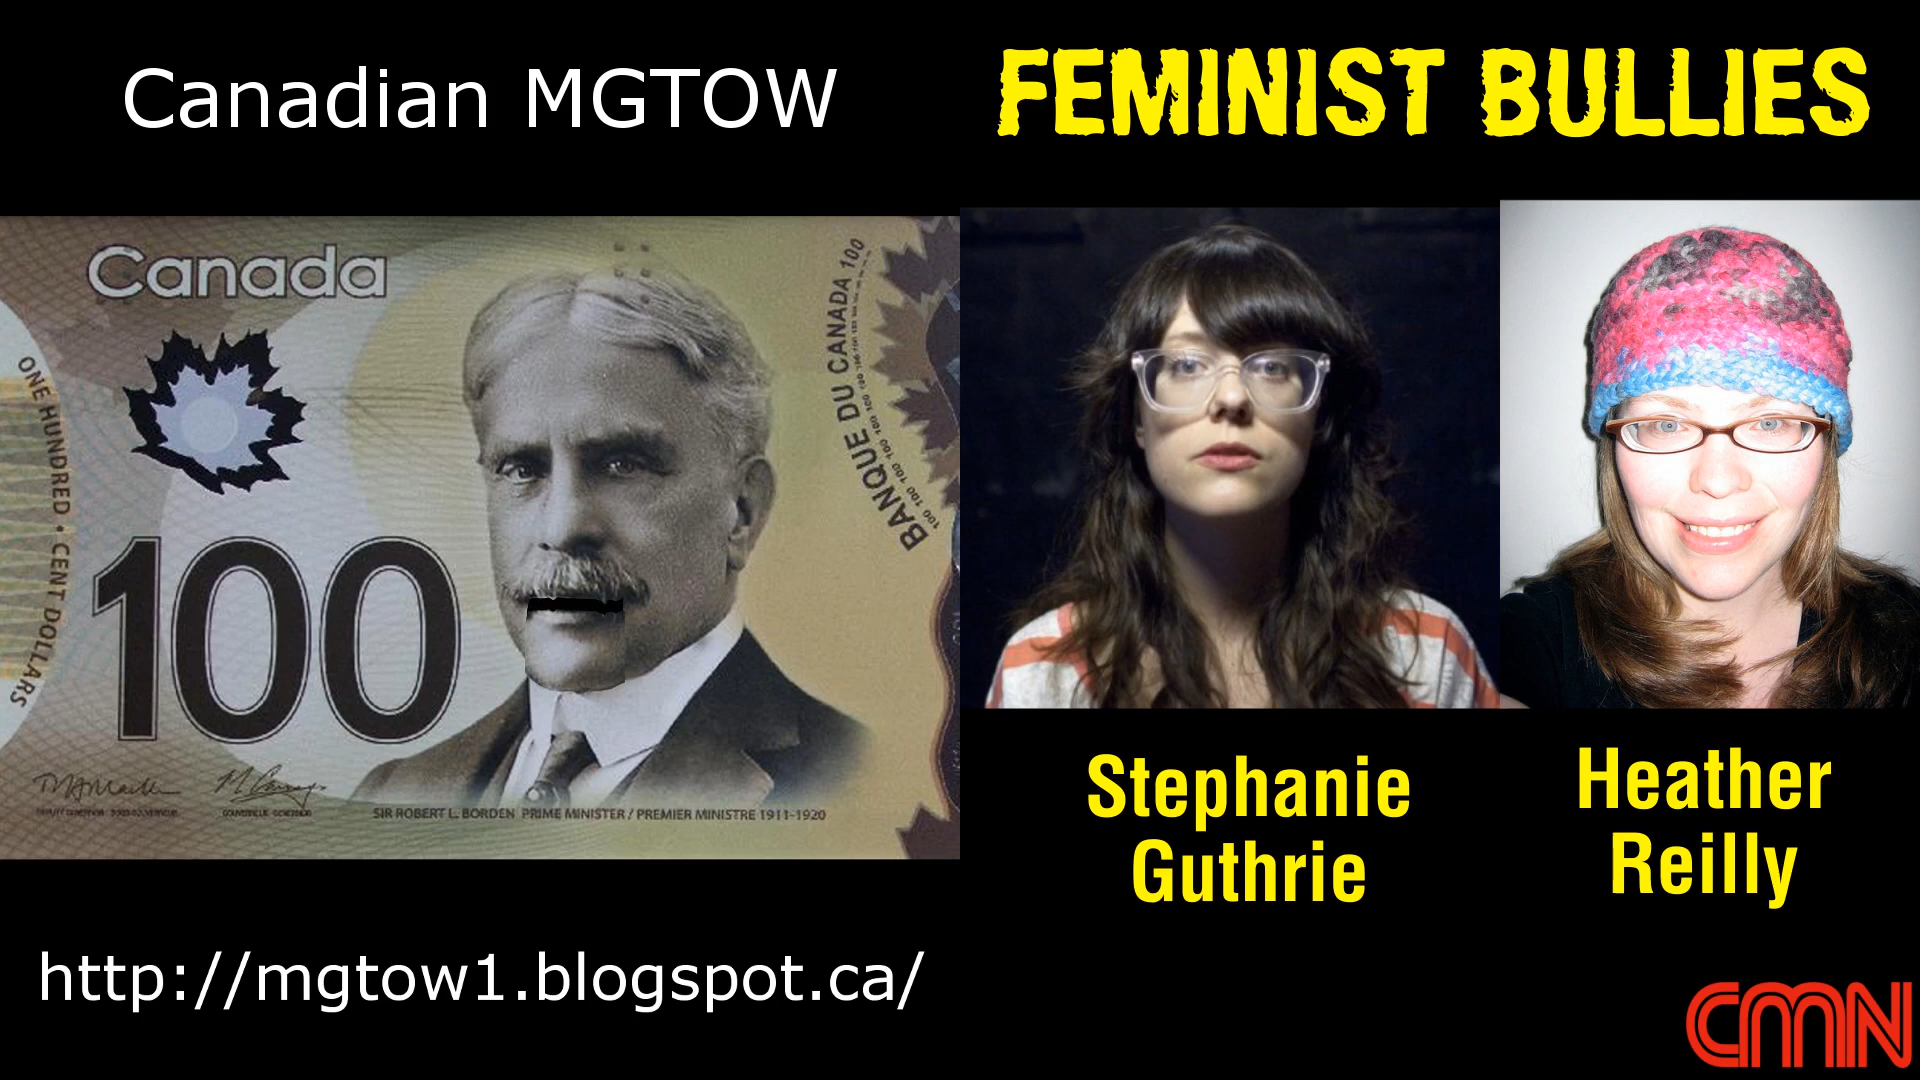 Canadian MGTOW
FEMINIST BULLIES
Canada
ONE HUNDRED • CENT DOLLARS
BANQUE DU CANADA 100
100
SIR ROBERT L. BORDEN PRIME MINISTER / PREMIER MINISTRE 1911-1920
Stephanie
Guthrie
Heather
Reilly
http://mgtow1.blogspot.ca/
CMN